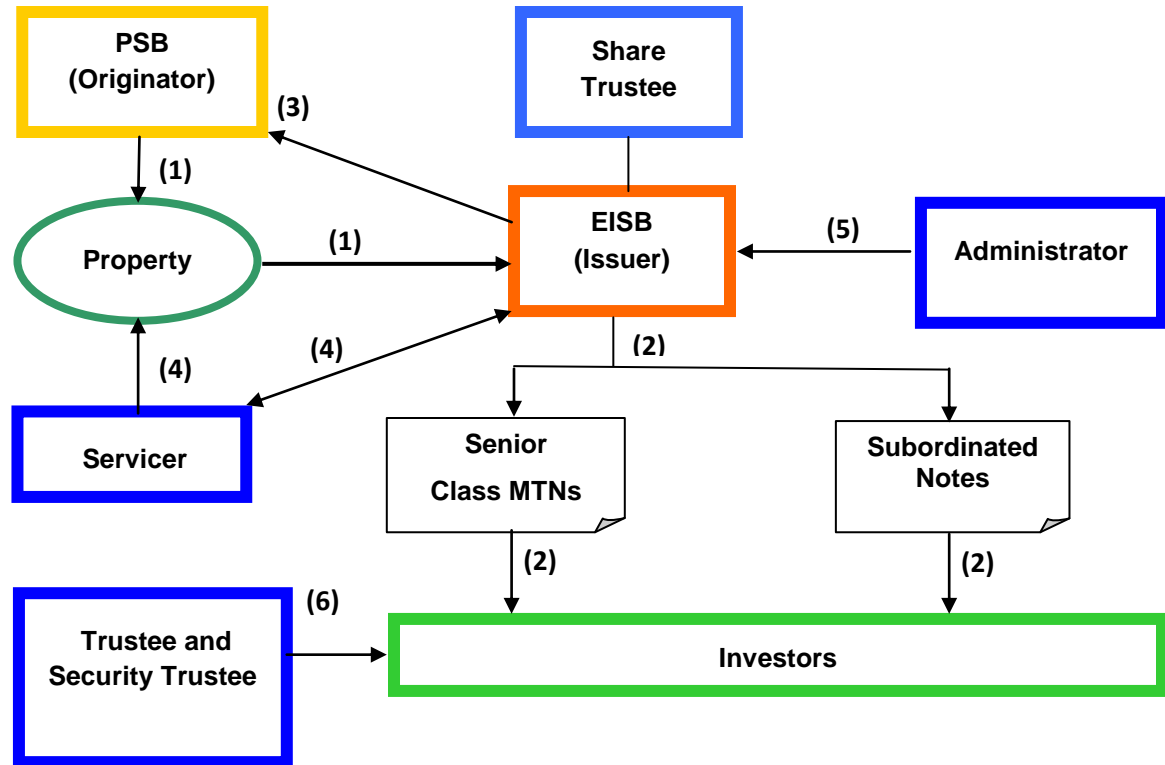 PSB
(Originator)
Share
Trustee
(3)
(1)
EISB
(Issuer)
(5)
Administrator
Property
(1)
(4)
(4)
(2)
Servicer
Senior
Class MTNs
Subordinated
Notes
(2)
(2)
(6)
Trustee and
Security Trustee
Investors